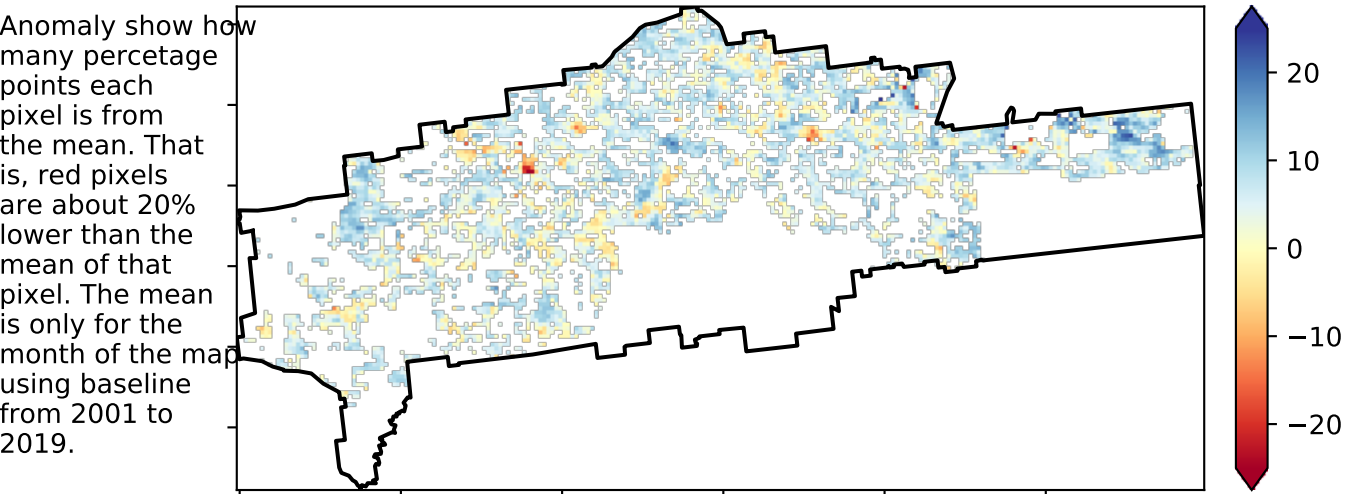 Anomaly show how
many percetage
points each
pixel is from
the mean. That
is, red pixels
are about 20%
lower than the
mean of that
pixel. The mean
is only for the
month of the map
using baseline
from 2001 to
2019.
20
10
0
−10
−20